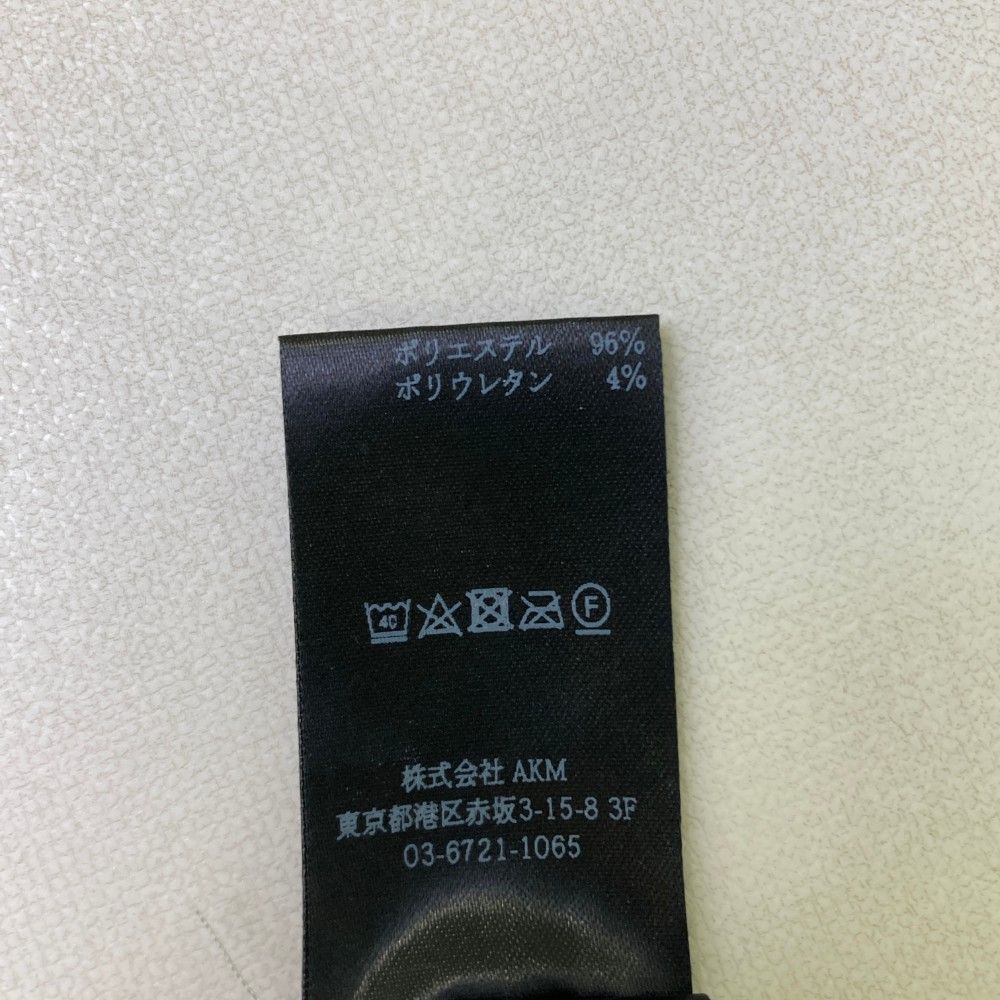 ポリエステル 96%
ポリウレタン 4%
40 F
株式会社 AKM
東京都港区赤坂3-15-8 3F
03-6721-1065